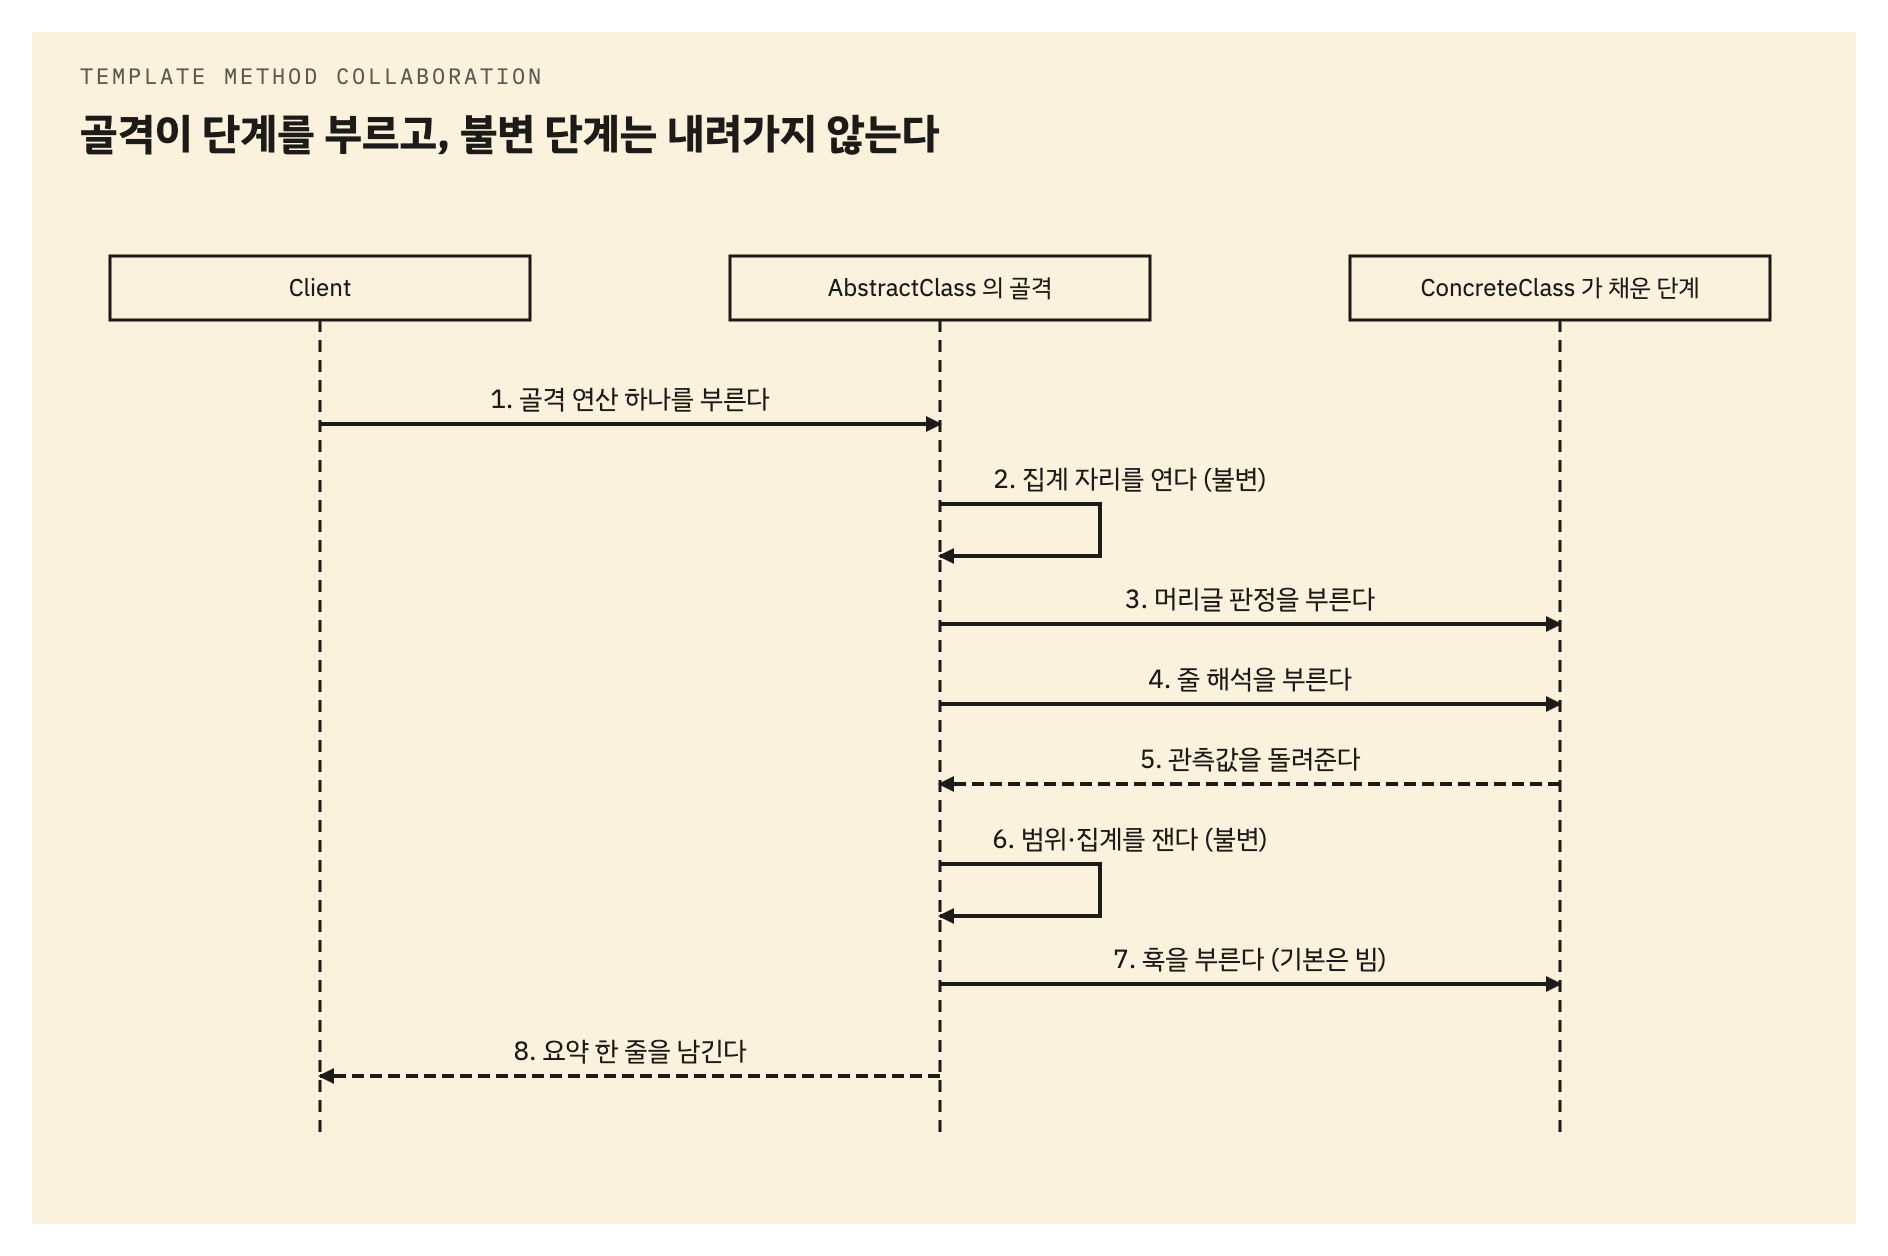 TEMPLATE METHOD COLLABORATION
골격이 단계를 부르고, 불변 단계는 내려가지 않는다
Client
AbstractClass 의 골격
ConcreteClass 가 채운 단계
1. 골격 연산 하나를 부른다
2. 집계 자리를 연다 (불변)
3. 머리글 판정을 부른다
4. 줄 해석을 부른다
5. 관측값을 돌려준다
6. 범위·집계를 잰다 (불변)
7. 훅을 부른다 (기본은 빔)
8. 요약 한 줄을 남긴다